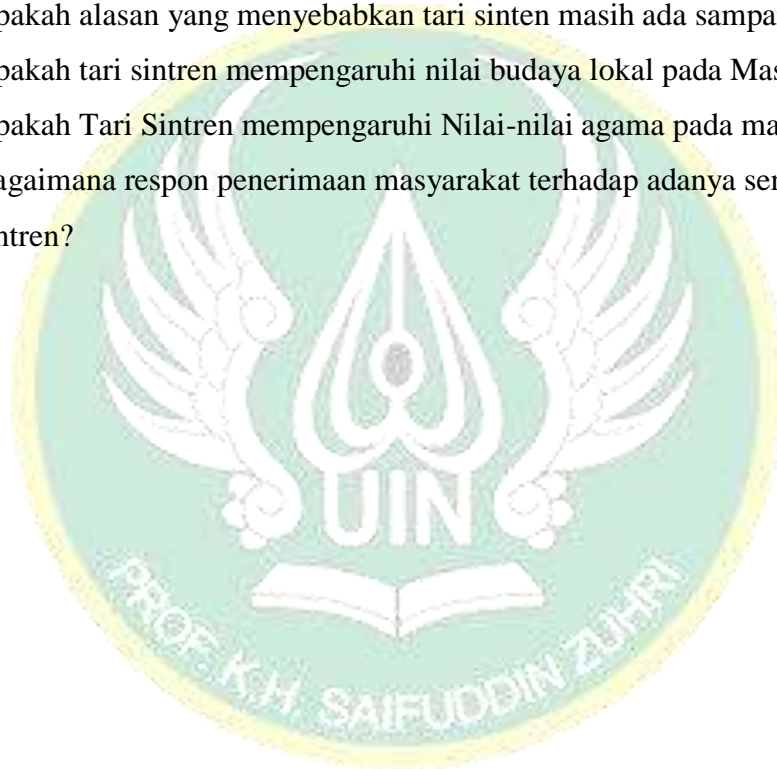 pakah alasan yang menyebabkan tari sinten masih ada sampa
pakah tari sintren mempengaruhi nilai budaya lokal pada Mas
pakah Tari Sintren mempengaruhi Nilai-nilai agama pada ma
agaimana respon penerimaan masyarakat terhadap adanya ser
ntren?
UIN
PROF. K.H. SAIFUDDIN ZUHRI